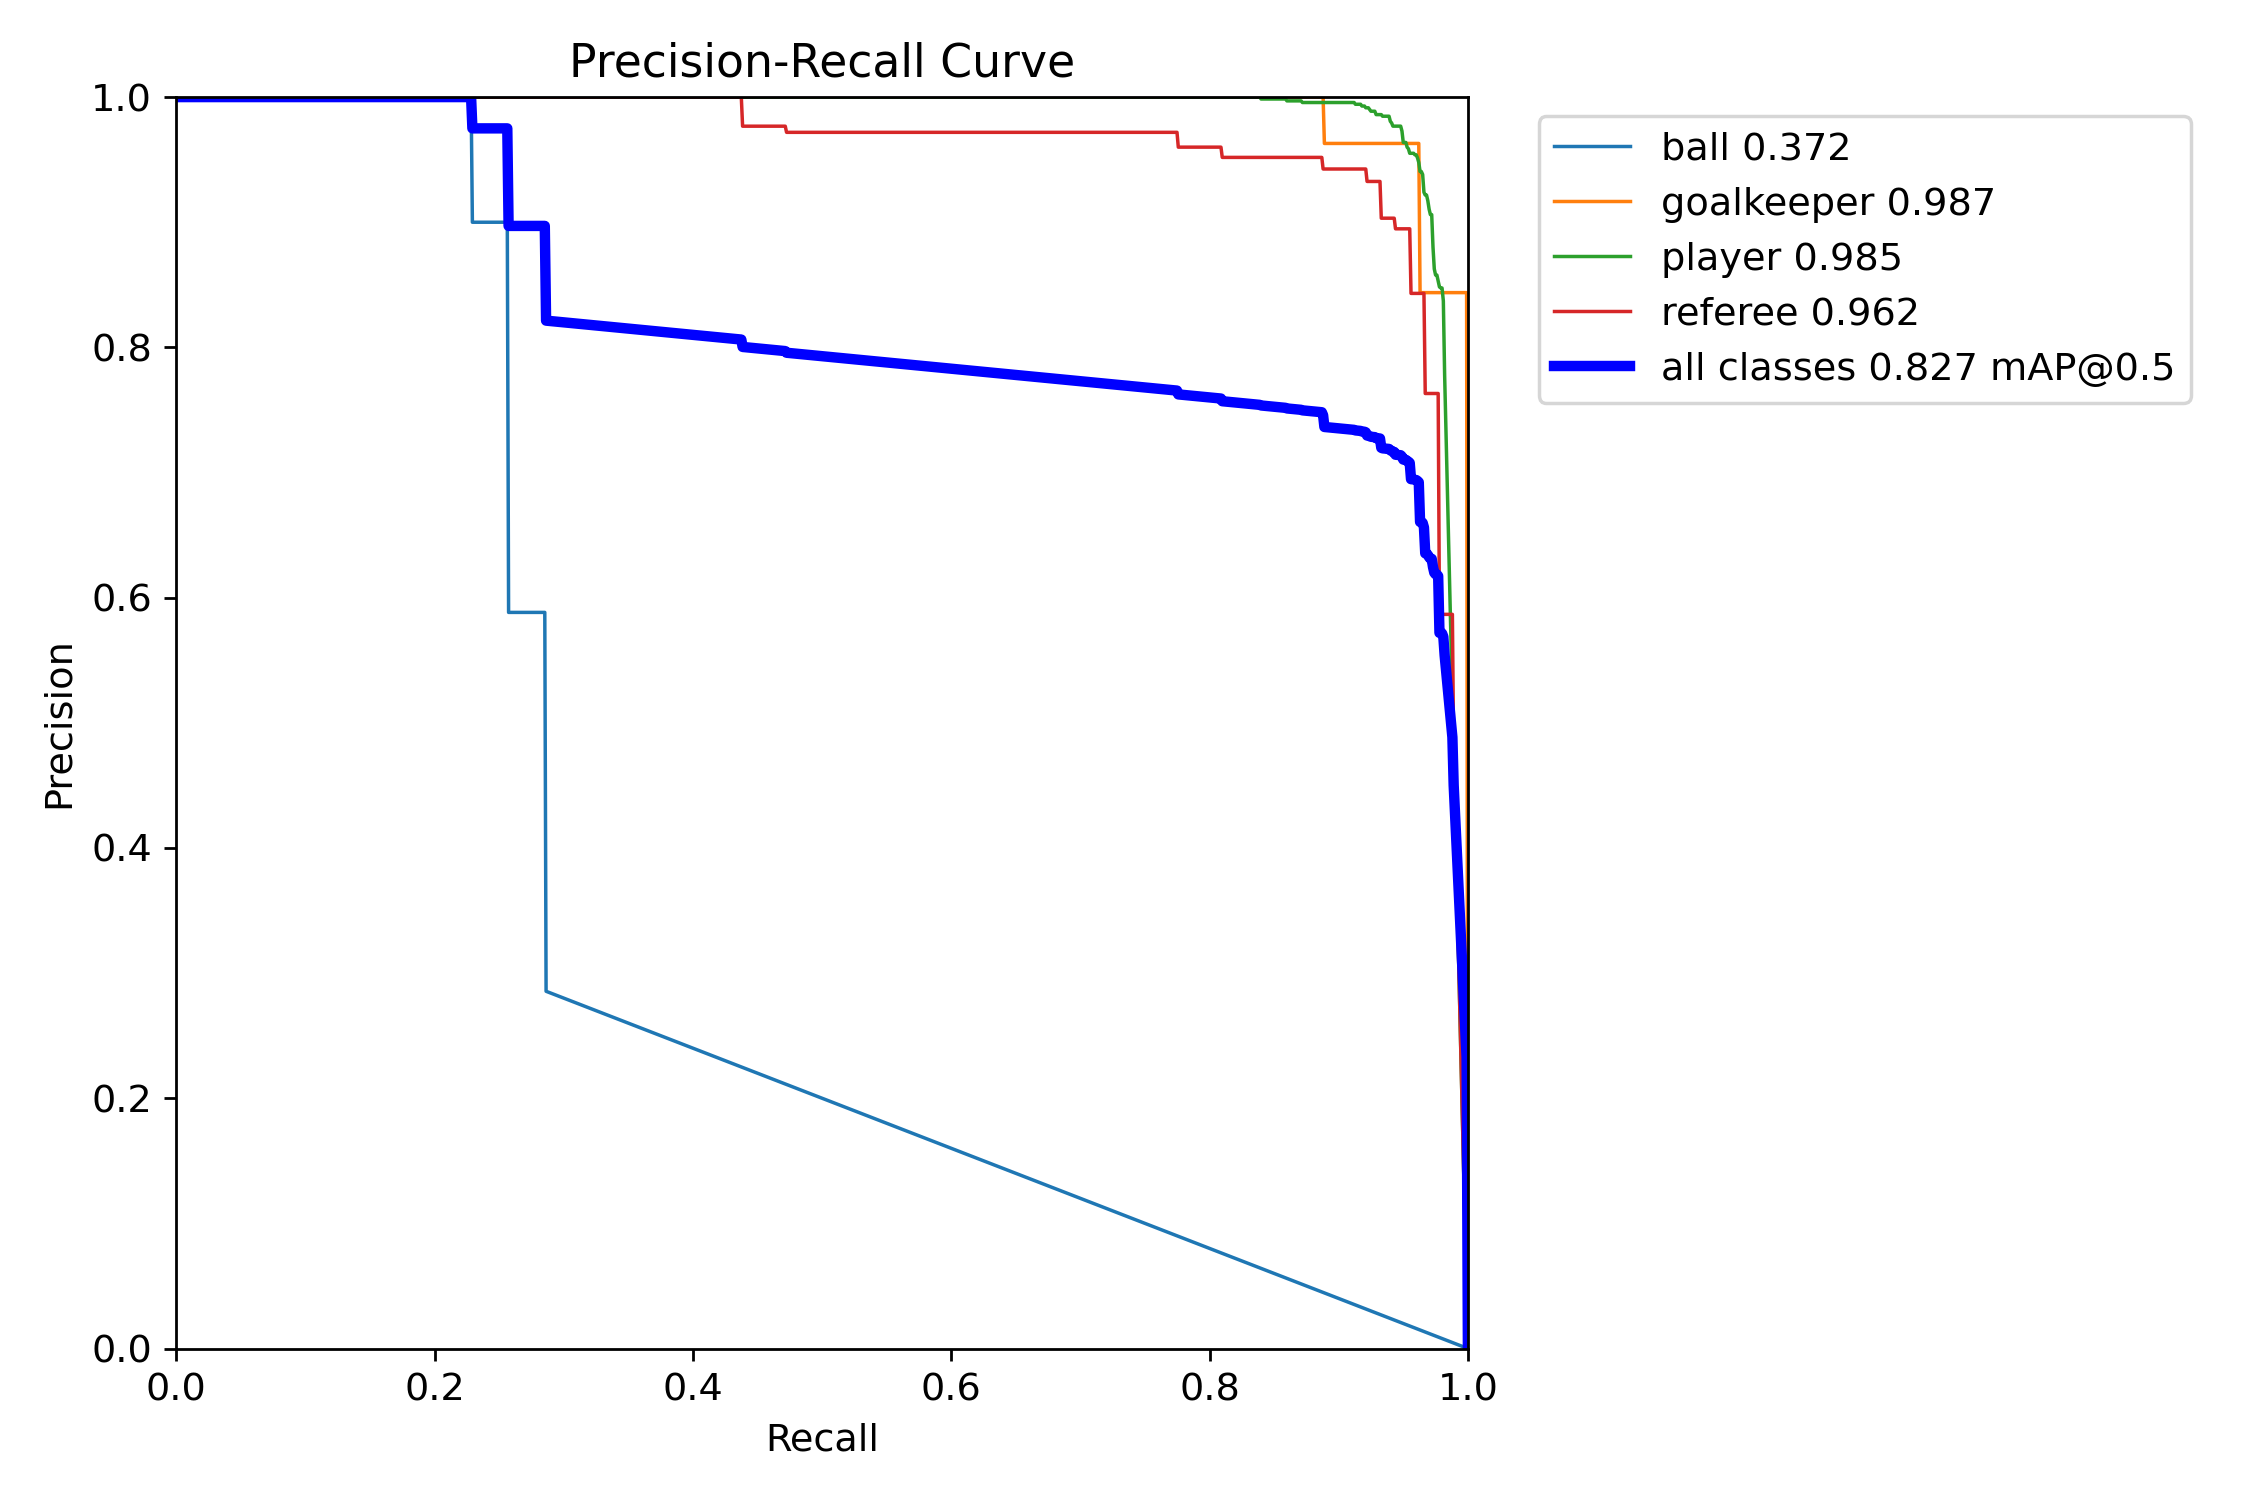 Precision-Recall Curve
1.0
0.8
0.6
0.4
0.2
0.0
Precision
0.0 0.2 0.4 0.6 0.8 1.0
Recall
ball 0.372
goalkeeper 0.987
player 0.985
referee 0.962
all classes 0.827 mAP@0.5